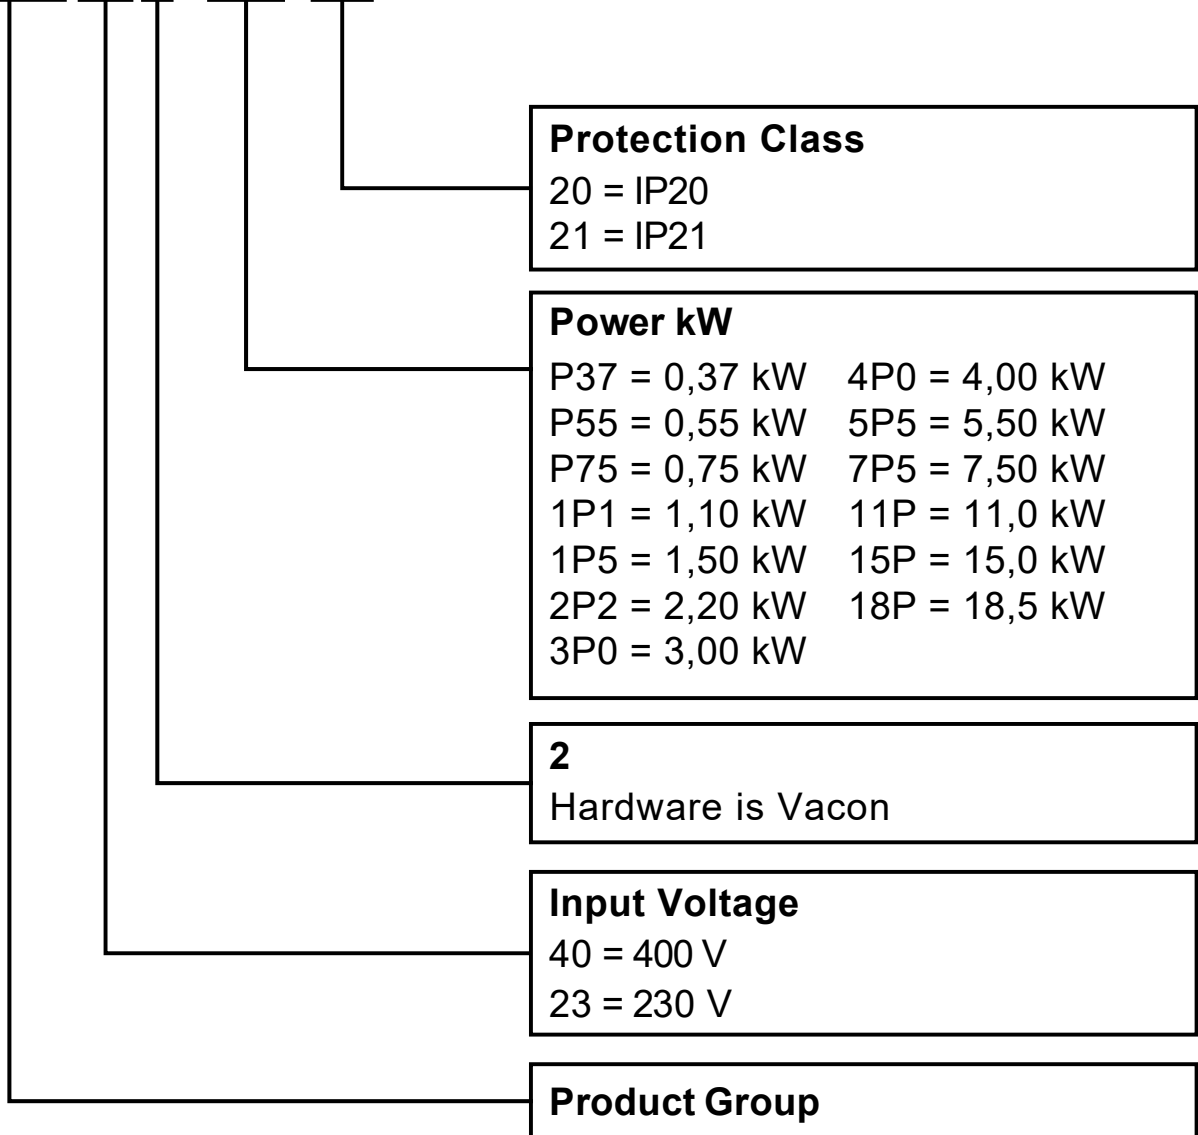 Protection Class
20 = IP20
21 = IP21
Power kW
P37 = 0,37 kW 4P0 = 4,00 kW
P55 = 0,55 kW 5P5 = 5,50 kW
P75 = 0,75 kW 7P5 = 7,50 kW
1P1 = 1,10 kW 11P = 11,0 kW
1P5 = 1,50 kW 15P = 15,0 kW
2P2 = 2,20 kW 18P = 18,5 kW
3P0 = 3,00 kW
2
Hardware is Vacon
Input Voltage
40 = 400 V
23 = 230 V
Product Group